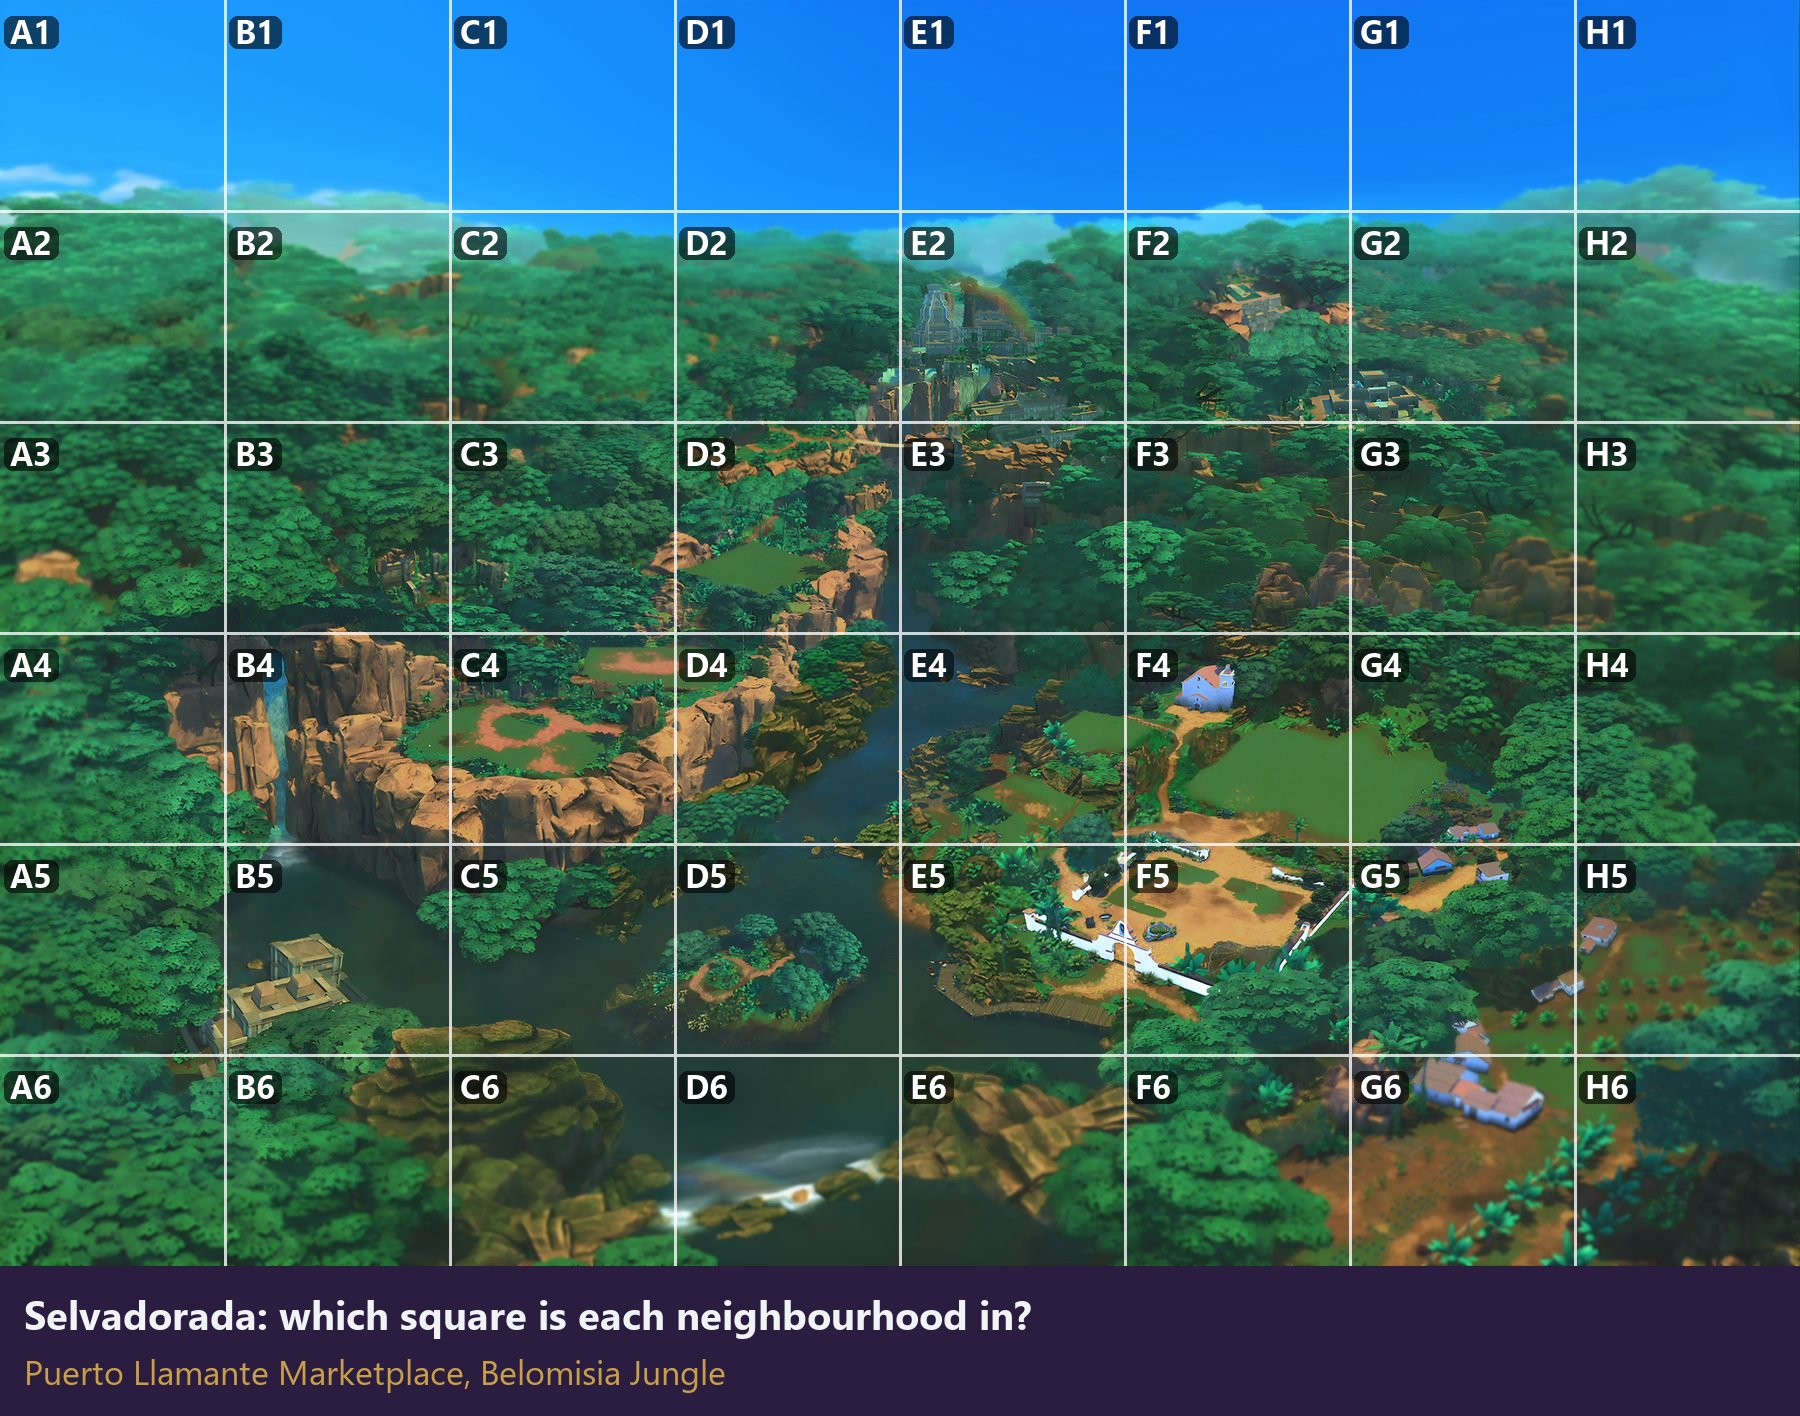 A1 B1 C1 D1 E1 F1 G1 H1
A2 B2 C2 D2 E2 F2 G2 H2
A3 B3 C3 D3 E3 F3 G3 H3
A4 B4 C4 D4 E4 F4 G4 H4
A5 B5 C5 D5 E5 F5 G5 H5
A6 B6 C6 D6 E6 F6 G6 H6
Selvadorada: which square is each neighbourhood in?
Puerto Llamante Marketplace, Belomisia Jungle